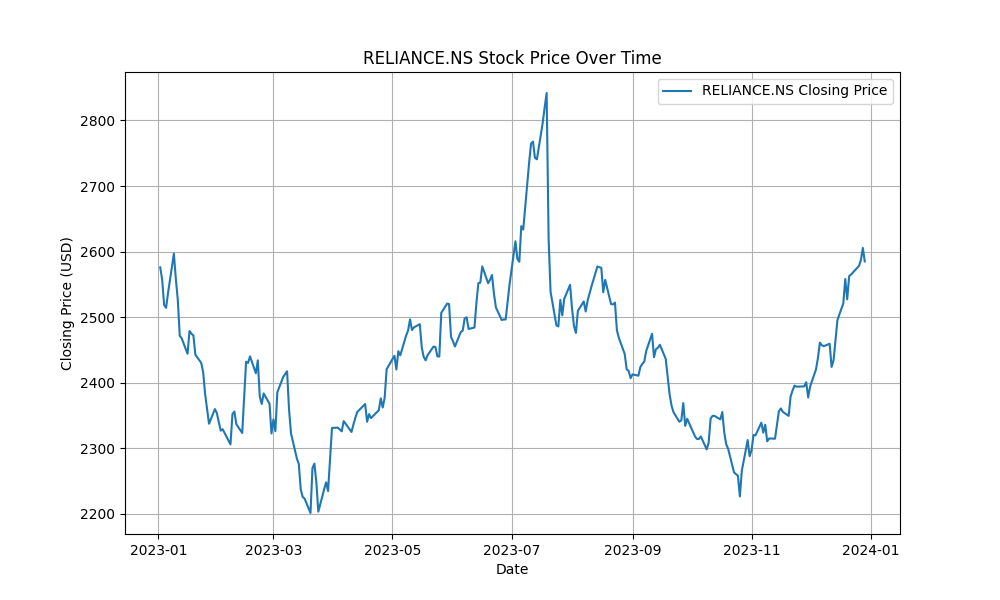 RELIANCE.NS Stock Price Over Time
RELIANCE.NS Closing Price
Closing Price (USD)
2800
2700
2600
2500
2400
2300
2200
2023-01 2023-03 2023-05 2023-07 2023-09 2023-11 2024-01
Date